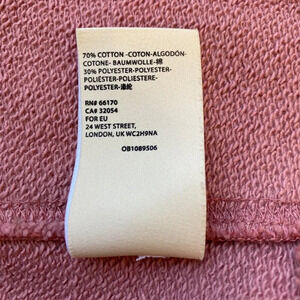 70% COTTON -COTON-ALGODÓN-
COTONE- BAUMWOLLE-綿
30% POLYESTER-POLYESTER-
POLIÉSTER-POLIESTERE-
POLYESTER-滌綸
RN# 66170
CA# 32054
FOR EU
24 WEST STREET,
LONDON, UK WC2H9NA
OB1089506